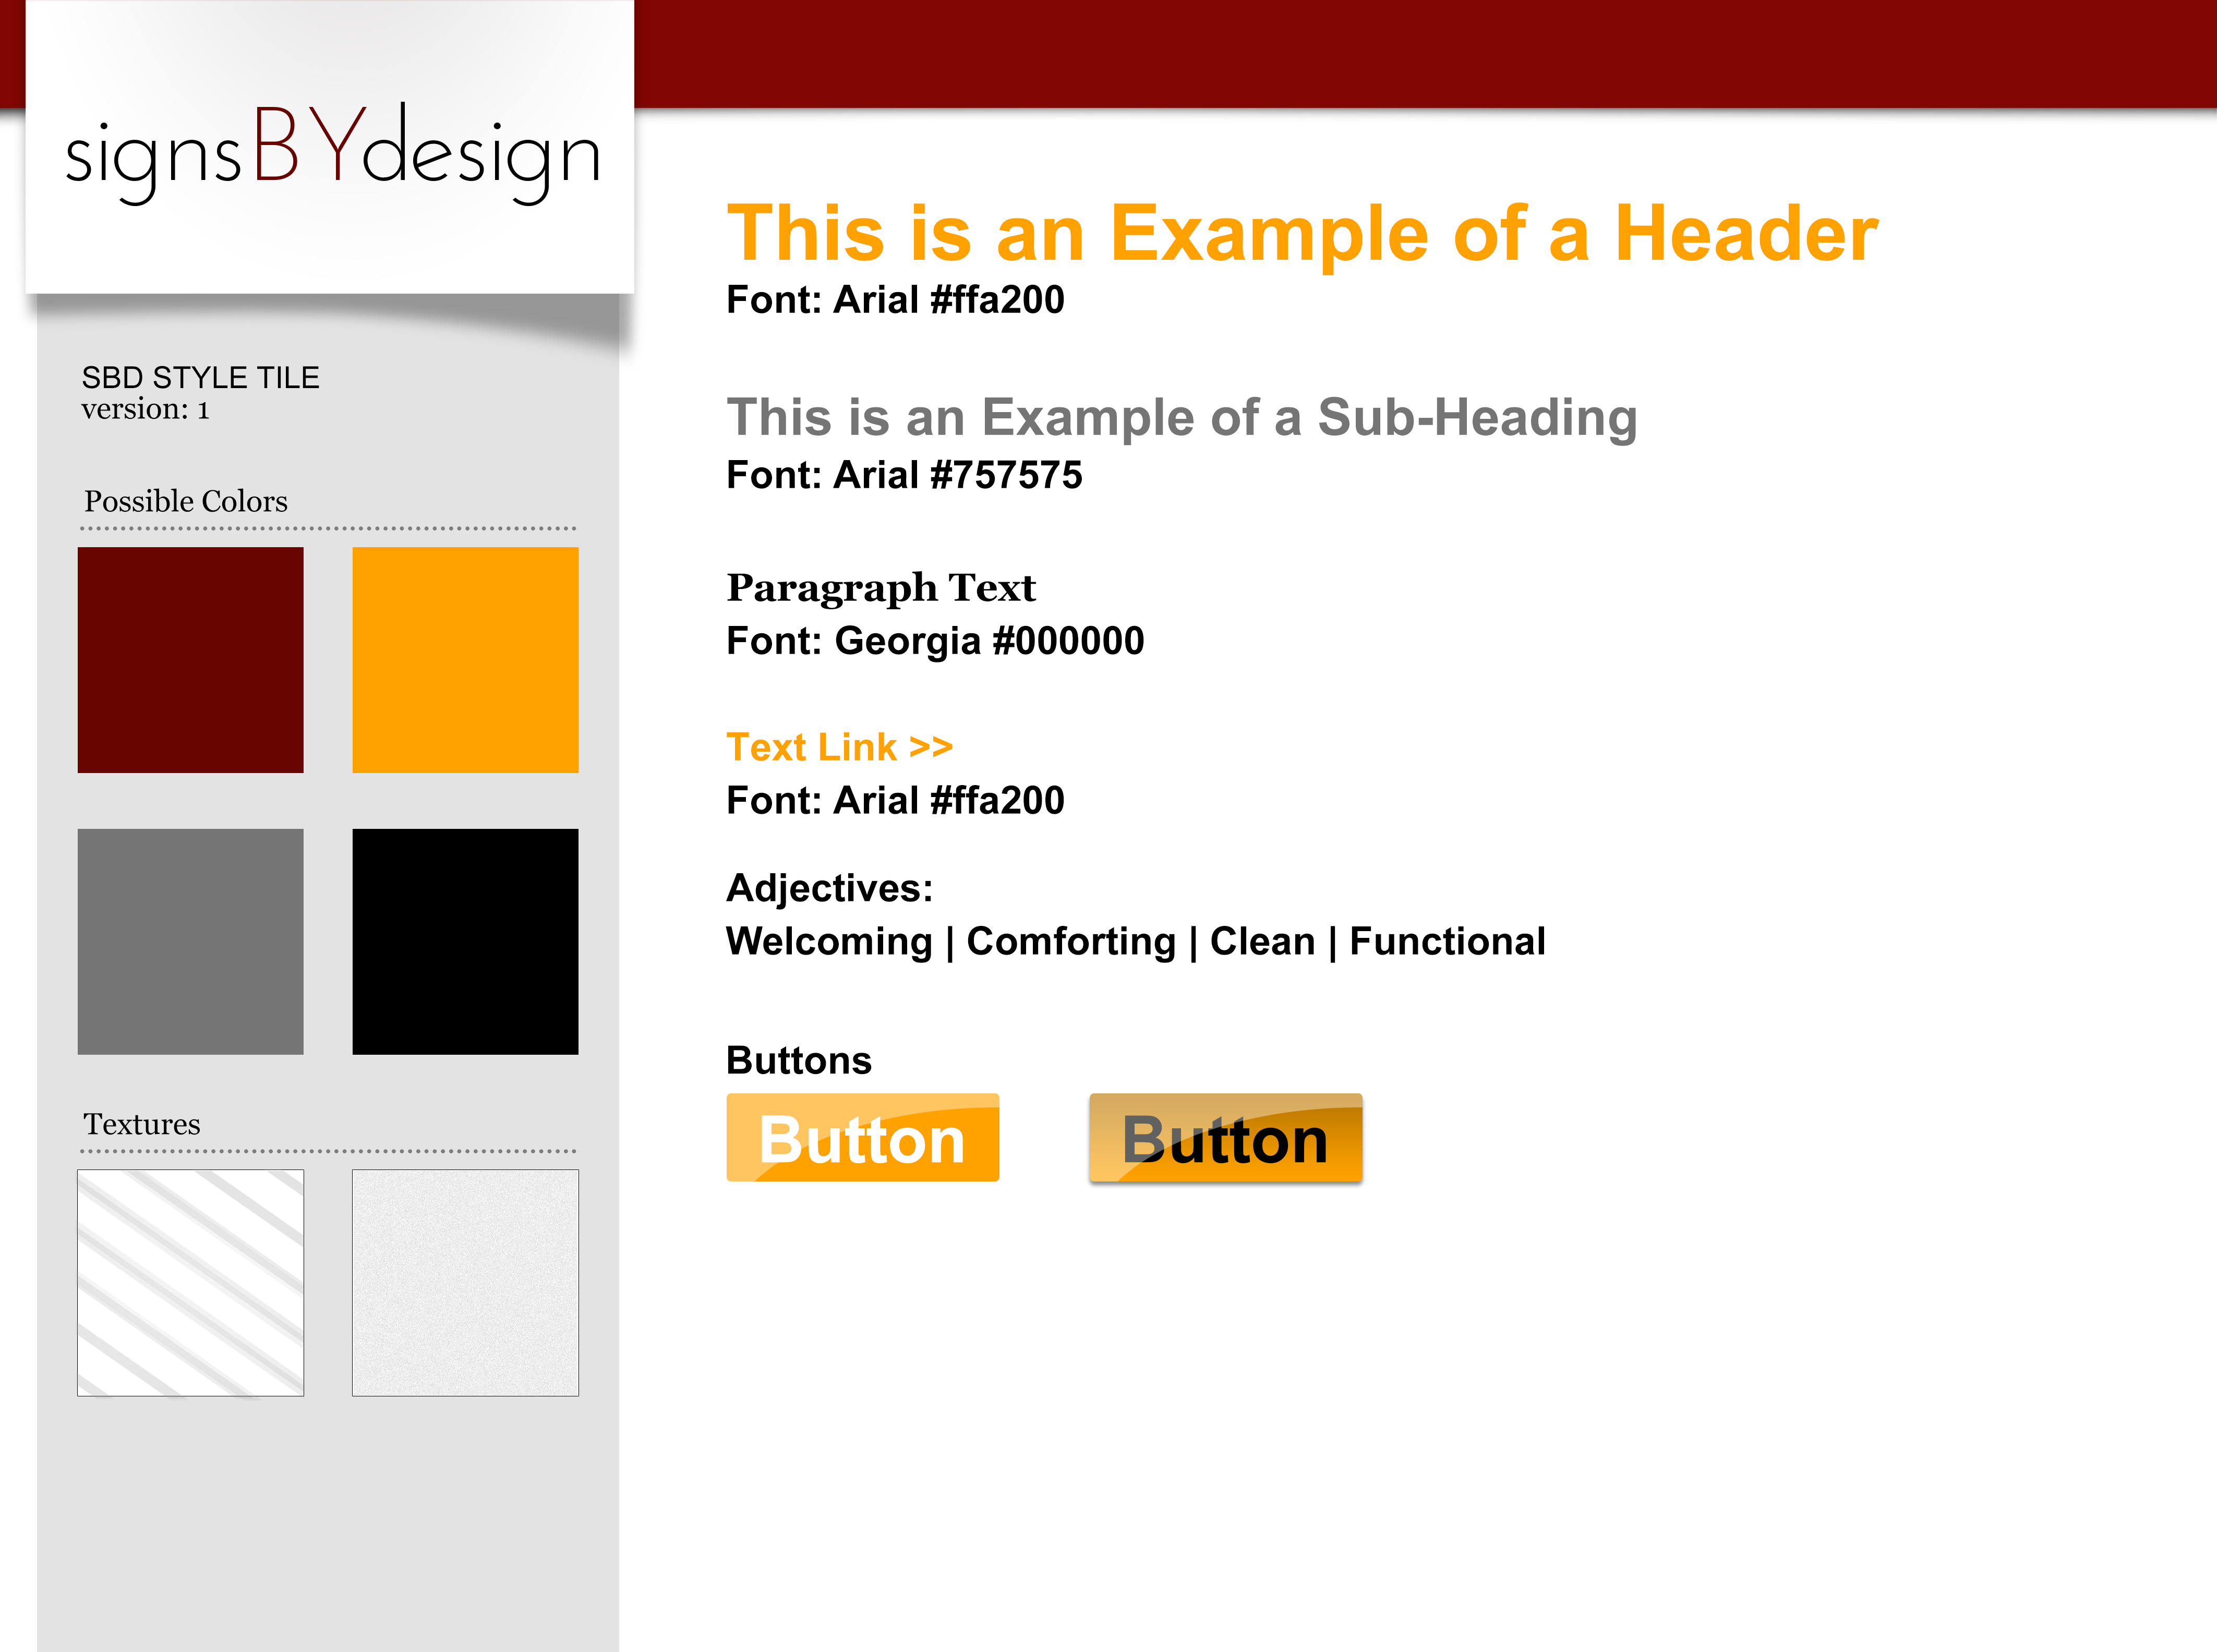 signsBYdesign
SBD STYLE TILE
version: 1
Possible Colors
Textures
This is an Example of a Header
Font: Arial #ffa200
This is an Example of a Sub-Heading
Font: Arial #757575
Paragraph Text
Font: Georgia #000000
Text Link >>
Font: Arial #ffa200
Adjectives:
Welcoming | Comforting | Clean | Functional
Buttons
Button Button